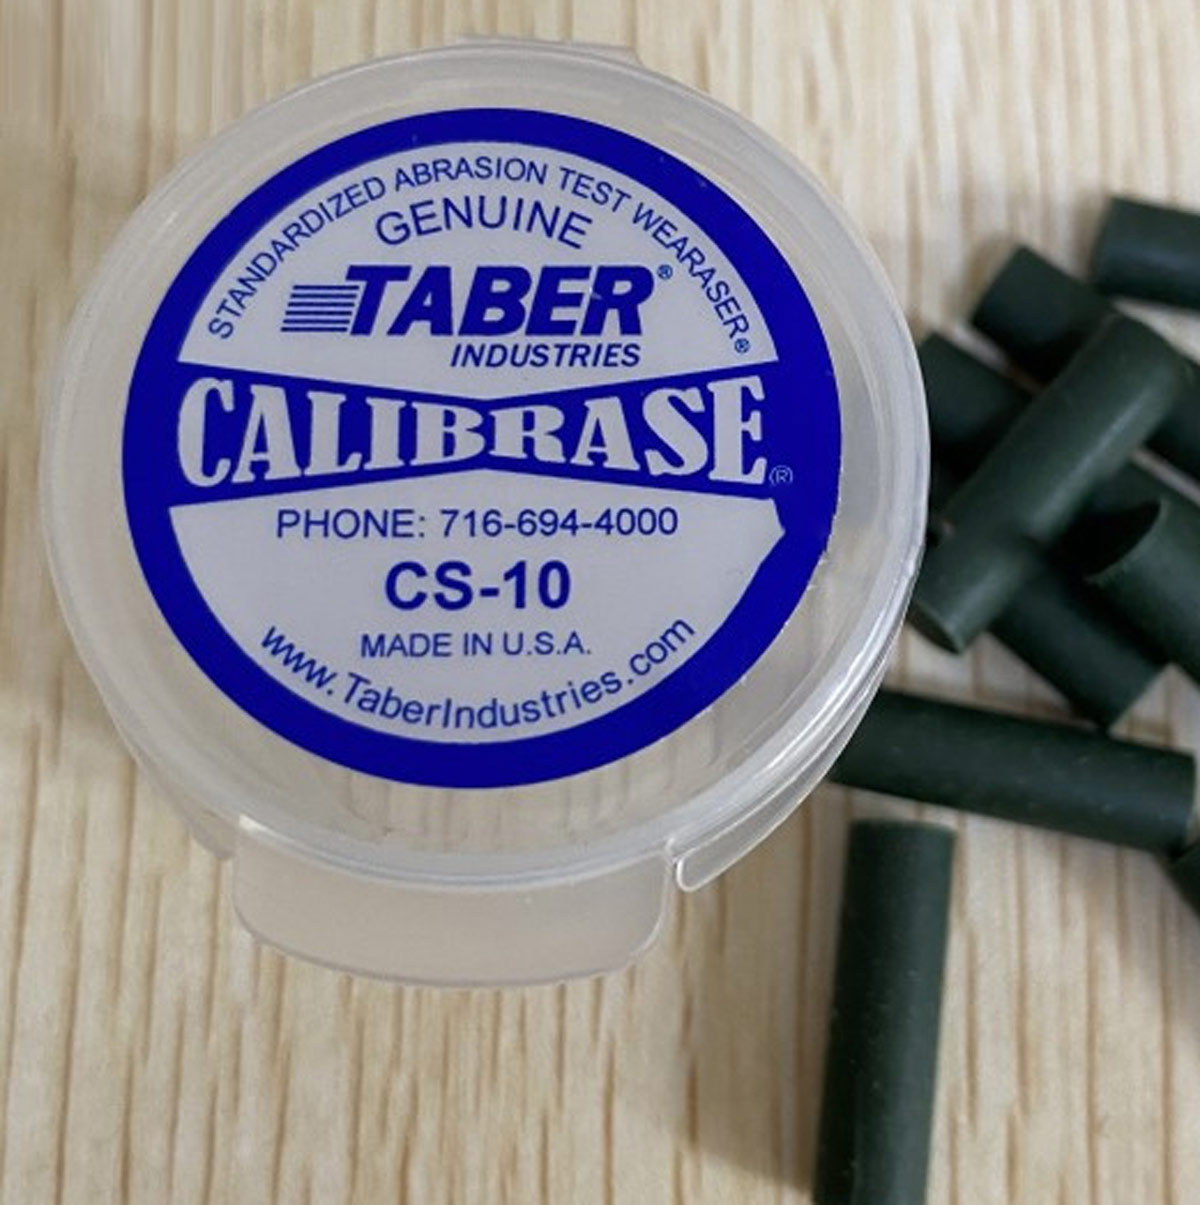 STANDARDIZED ABRASION TEST WEARASER®
GENUINE
TABER®
INDUSTRIES
CALIBRASE®
PHONE: 716-694-4000
CS-10
MADE IN U.S.A.
www.TaberIndustries.com